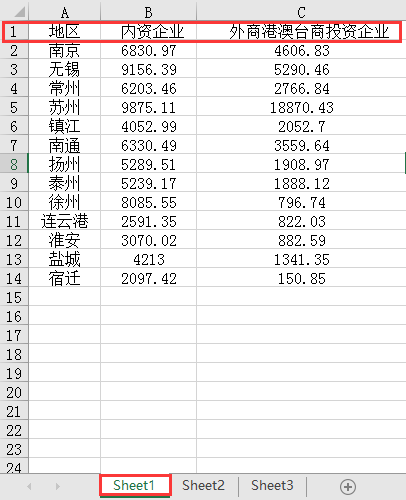 A B C
1 地区 内资企业 外商港澳台商投资企业
2 南京 6830.97 4606.83
3 无锡 9156.39 5290.46
4 常州 6203.46 2766.84
5 苏州 9875.11 18870.43
6 镇江 4052.99 2052.7
7 南通 6330.49 3559.64
8 扬州 5289.51 1908.97
9 泰州 5239.17 1888.12
10 徐州 8085.55 796.74
11 连云港 2591.35 822.03
12 淮安 3070.02 882.59
13 盐城 4213 1341.35
14 宿迁 2097.42 150.85
15
16
17
18
19
20
21
22
23
24
Sheet1 Sheet2 Sheet3